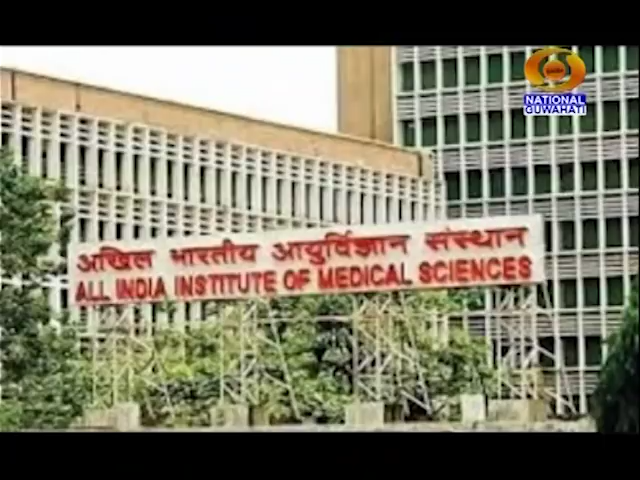 NATIONAL
GUWAHATI
अखिल भारतीय आयुर्विज्ञान संस्थान
ALL INDIA INSTITUTE OF MEDICAL SCIENCES